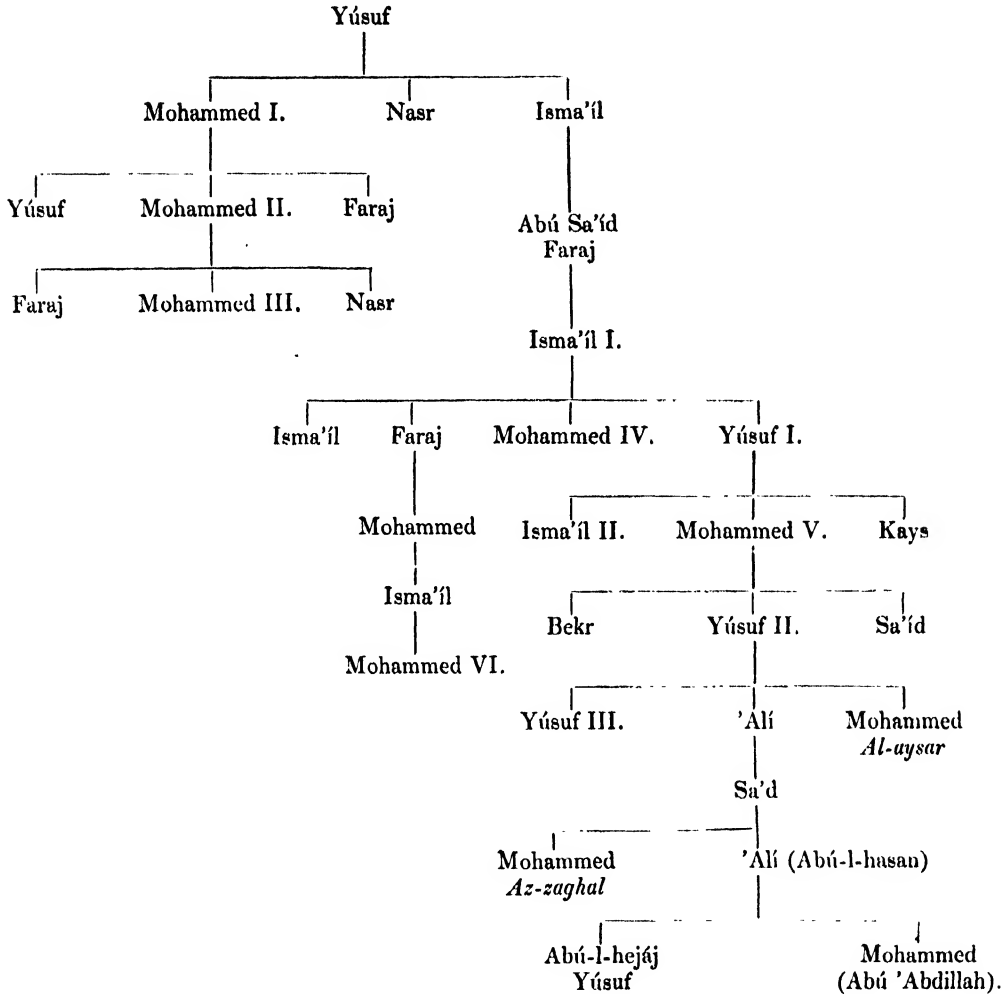 Yúsuf
Mohammed I. Nasr Isma'íl
Yúsuf Mohammed II. Faraj
Abú Sa'íd
Faraj
Faraj Mohammed III. Nasr
Isma'íl I.
Isma'íl Faraj Mohammed IV. Yúsuf I.
Mohammed Isma'íl II. Mohammed V. Kays
Isma'íl
Bekr Yúsuf II. Sa'íd
Mohammed VI.
Yúsuf III. 'Alí Mohammed
Al-aysar
Sa'd
Mohammed 'Alí (Abú-l-hasan)
Az-zaghal
Abú-l-hejáj Mohammed
Yúsuf (Abú 'Abdillah).